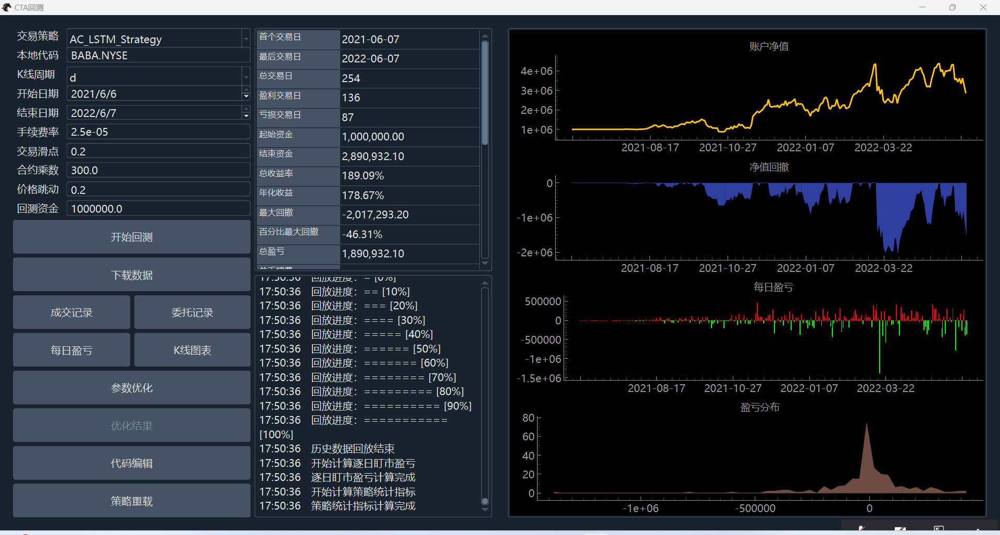 CTA回测
交易策略 AC_LSTM_Strategy
本地代码 BABA.NYSE
K线周期 d
开始日期 2021/6/6
结束日期 2022/6/7
手续费率 2.5e-05
交易滑点 0.2
合约乘数 300.0
价格跳动 0.2
回测资金 1000000.0
开始回测
下载数据
成交记录 委托记录
每日盈亏 K线图表
参数优化
优化结果
代码编辑
策略重载
首个交易日 2021-06-07
最后交易日 2022-06-07
总交易日 254
盈利交易日 136
亏损交易日 87
起始资金 1,000,000.00
结束资金 2,890,932.10
总收益率 189.09%
年化收益 178.67%
最大回撤 -2,017,293.20
百分比最大回撤 -46.31%
总盈亏 1,890,932.10
总手续费
17:50:36 回放进度： = [0%]
17:50:36 回放进度： == [10%]
17:50:36 回放进度： === [20%]
17:50:36 回放进度： ==== [30%]
17:50:36 回放进度： ===== [40%]
17:50:36 回放进度： ====== [50%]
17:50:36 回放进度： ======= [60%]
17:50:36 回放进度： ======== [70%]
17:50:36 回放进度： ========= [80%]
17:50:36 回放进度： ========== [90%]
17:50:36 回放进度： ===========
[100%]
17:50:36 历史数据回放结束
17:50:36 开始计算逐日盯市盈亏
17:50:36 逐日盯市盈亏计算完成
17:50:36 开始计算策略统计指标
17:50:36 策略统计指标计算完成
账户净值
4e+06
3e+06
2e+06
1e+06
2021-08-17 2021-10-27 2022-01-07 2022-03-22
净值回撤
0
-1e+06
-2e+06
2021-08-17 2021-10-27 2022-01-07 2022-03-22
每日盈亏
500000
0
-500000
-1e+06
-1.5e+06
2021-08-17 2021-10-27 2022-01-07 2022-03-22
盈亏分布
80
60
40
20
0
-1e+06 -500000 0